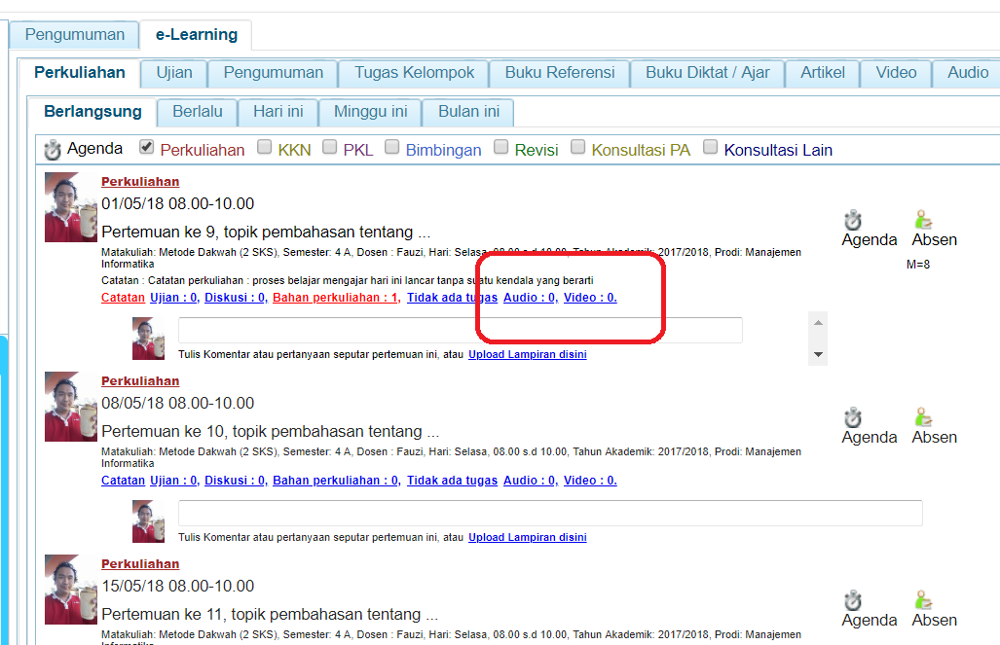 Pengumuman e-Learning
Perkuliahan Ujian Pengumuman Tugas Kelompok Buku Referensi Buku Diktat / Ajar Artikel Video Audio
Berlangsung Berlalu Hari ini Minggu ini Bulan ini
Agenda Perkuliahan KKN PKL Bimbingan Revisi Konsultasi PA Konsultasi Lain
Perkuliahan
01/05/18 08.00-10.00
Pertemuan ke 9, topik pembahasan tentang ...
Agenda Absen
Matakuliah: Metode Dakwah (2 SKS), Semester: 4 A, Dosen : Fauzi, Hari: Selasa, 08.00 s.d 10.00, Tahun Akademik: 2017/2018, Prodi: Manajemen
Informatika
M=8
Catatan : Catatan perkuliahan : proses belajar mengajar hari ini lancar tanpa suatu kendala yang berarti
Catatan Ujian : 0, Diskusi : 0, Bahan perkuliahan : 1, Tidak ada tugas Audio : 0, Video : 0.
Tulis Komentar atau pertanyaan seputar pertemuan ini, atau Upload Lampiran disini
Perkuliahan
08/05/18 08.00-10.00
Pertemuan ke 10, topik pembahasan tentang ...
Agenda Absen
Matakuliah: Metode Dakwah (2 SKS), Semester: 4 A, Dosen : Fauzi, Hari: Selasa, 08.00 s.d 10.00, Tahun Akademik: 2017/2018, Prodi: Manajemen
Informatika
Catatan Ujian : 0, Diskusi : 0, Bahan perkuliahan : 0, Tidak ada tugas Audio : 0, Video : 0.
Tulis Komentar atau pertanyaan seputar pertemuan ini, atau Upload Lampiran disini
Perkuliahan
15/05/18 08.00-10.00
Pertemuan ke 11, topik pembahasan tentang ...
Agenda Absen
Matakuliah: Metode Dakwah (2 SKS), Semester: 4 A, Dosen : Fauzi, Hari: Selasa, 08.00 s.d 10.00, Tahun Akademik: 2017/2018, Prodi: Manajemen